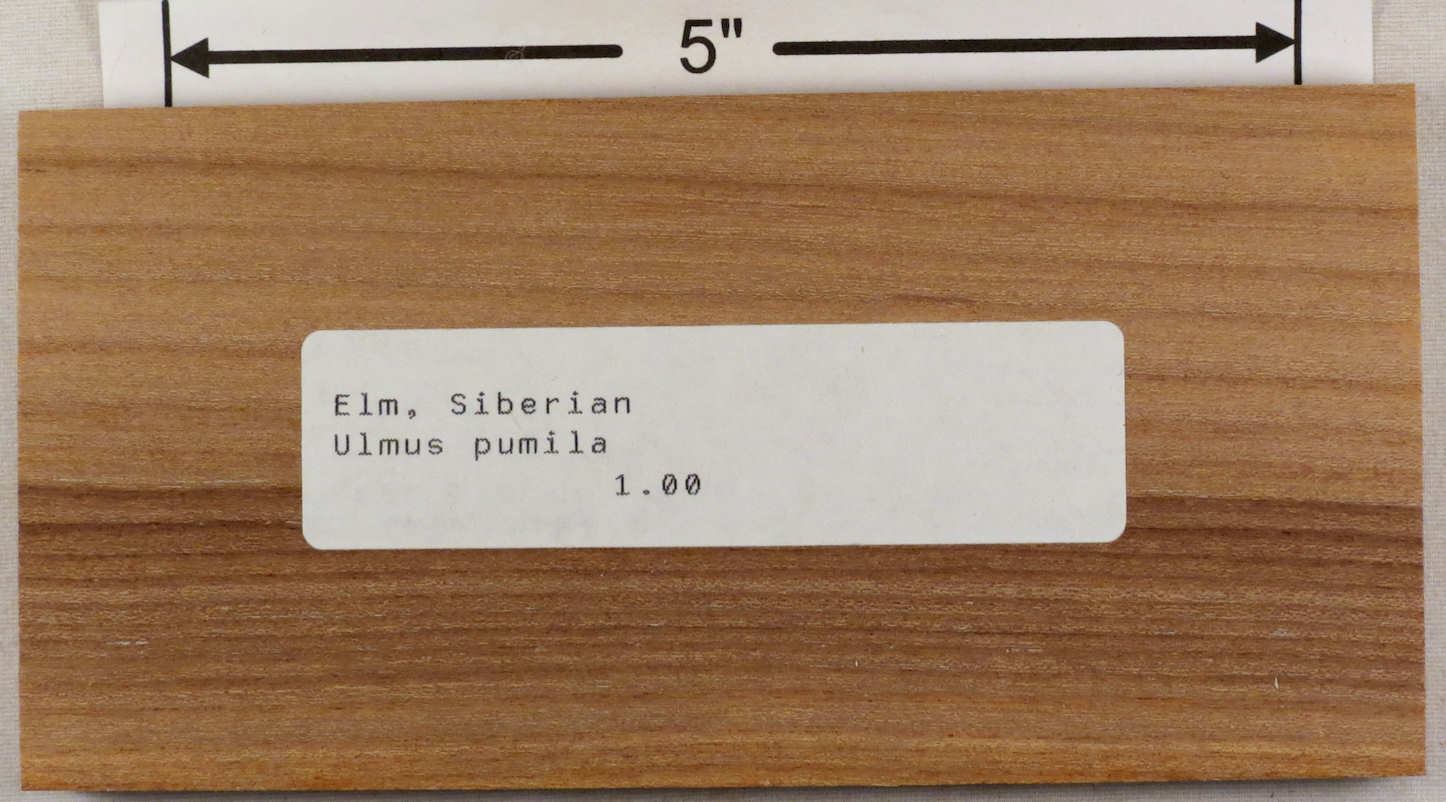 5"
Elm, Siberian
Ulmus pumila
1.00